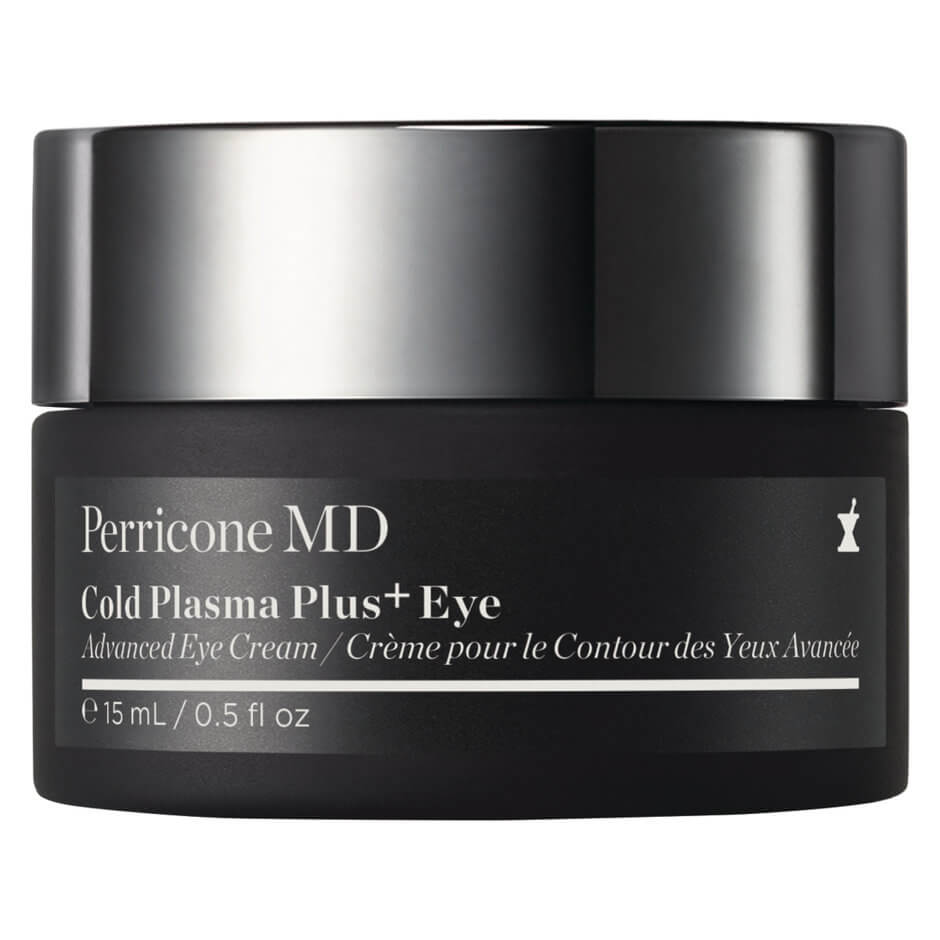 Perricone MD
Cold Plasma Plus+ Eye
Advanced Eye Cream / Crème pour le Contour des Yeux Avancée
℮ 15 mL / 0.5 fl oz